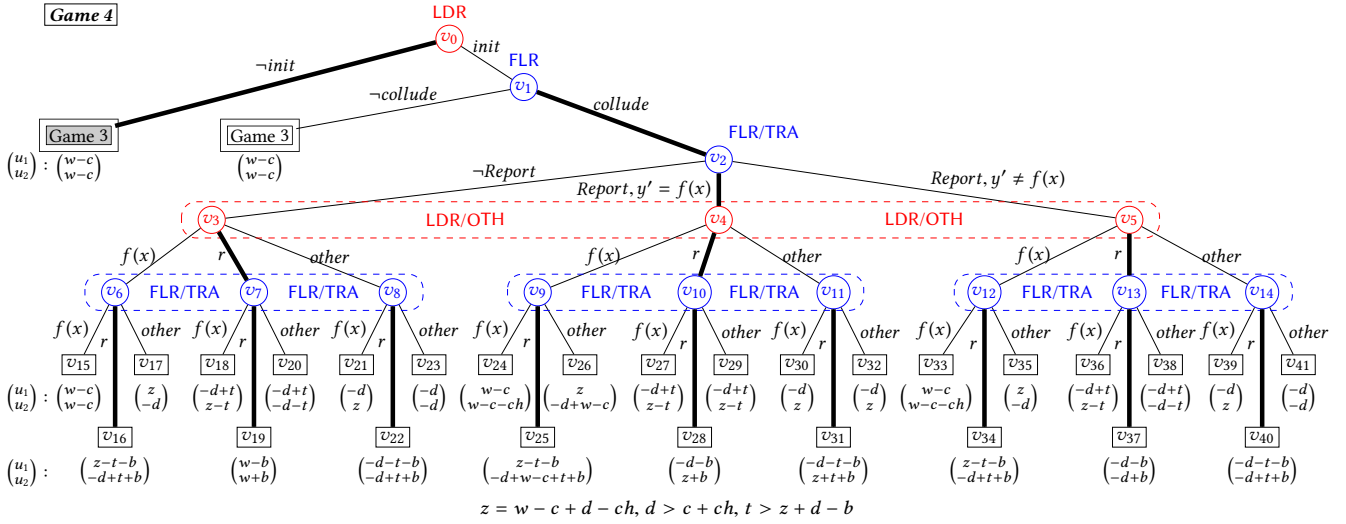 Game 4
LDR
v₀
init
¬init
FLR
v₁
¬collude
collude
Game 3
Game 3
FLR/TRA
(u₁ u₂) : (w−c w−c) (w−c w−c)
v₂
¬Report
Report, y′ = f(x)
Report, y′ ≠ f(x)
v₃ LDR/OTH v₄ LDR/OTH v₅
f(x) r other f(x) r other f(x) r other
v₆ FLR/TRA v₇ FLR/TRA v₈ v₉ FLR/TRA v₁₀ FLR/TRA v₁₁ v₁₂ FLR/TRA v₁₃ FLR/TRA v₁₄
f(x) r other f(x) r other f(x) r other f(x) r other f(x) r other f(x) r other f(x) r other f(x) r other f(x) r other
v₁₅ v₁₇ v₁₈ v₂₀ v₂₁ v₂₃ v₂₄ v₂₆ v₂₇ v₂₉ v₃₀ v₃₂ v₃₃ v₃₅ v₃₆ v₃₈ v₃₉ v₄₁
(u₁ u₂) : (w−c w−c) (z −d) (−d+t z−t) (−d+t −d−t) (−d z) (−d −d) (w−c w−c−ch) (z −d+w−c) (−d+t z−t) (−d+t z−t) (−d z) (−d z) (w−c w−c−ch) (z −d) (−d+t z−t) (−d+t −d−t) (−d z) (−d −d)
v₁₆ v₁₉ v₂₂ v₂₅ v₂₈ v₃₁ v₃₄ v₃₇ v₄₀
(u₁ u₂) : (z−t−b −d+t+b) (w−b w+b) (−d−t−b −d+t+b) (z−t−b −d+w−c+t+b) (−d−b z+b) (−d−t−b z+t+b) (z−t−b −d+t+b) (−d−b −d+b) (−d−t−b −d+t+b)
z = w − c + d − ch, d > c + ch, t > z + d − b